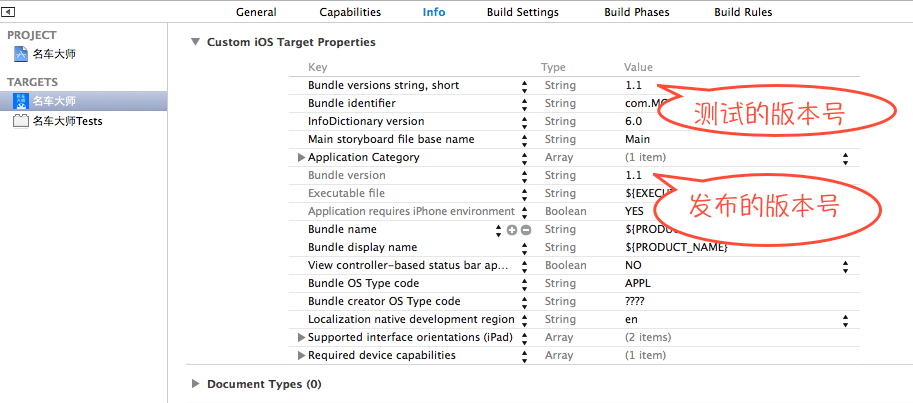 General Capabilities Info Build Settings Build Phases Build Rules
PROJECT
名车大师
TARGETS
名车大师
名车大师Tests
Custom iOS Target Properties
Key Type Value
Bundle versions string, short String 1.1
Bundle identifier String com.MC
InfoDictionary version String 6.0
Main storyboard file base name String Main
Application Category Array (1 item)
Bundle version String 1.1
Executable file String ${EXECU
Application requires iPhone environment Boolean YES
Bundle name String ${PRODUC
Bundle display name String ${PRODUCT_NAME}
View controller-based status bar ap... Boolean NO
Bundle OS Type code String APPL
Bundle creator OS Type code String ????
Localization native development region String en
Supported interface orientations (iPad) Array (2 items)
Required device capabilities Array (1 item)
Document Types (0)
测试的版本号
发布的版本号